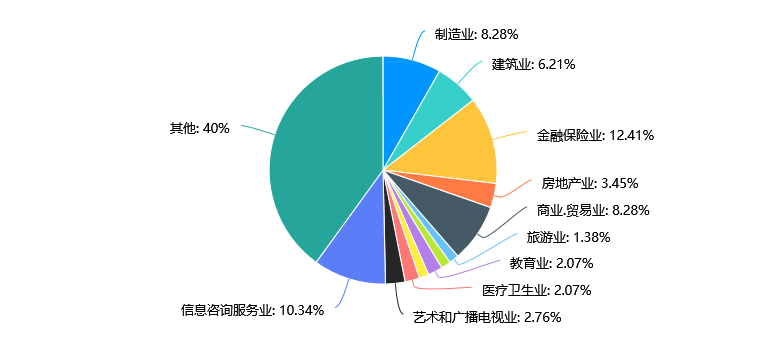 制造业: 8.28%
建筑业: 6.21%
金融保险业: 12.41%
房地产业: 3.45%
商业.贸易业: 8.28%
旅游业: 1.38%
教育业: 2.07%
医疗卫生业: 2.07%
艺术和广播电视业: 2.76%
信息咨询服务业: 10.34%
其他: 40%